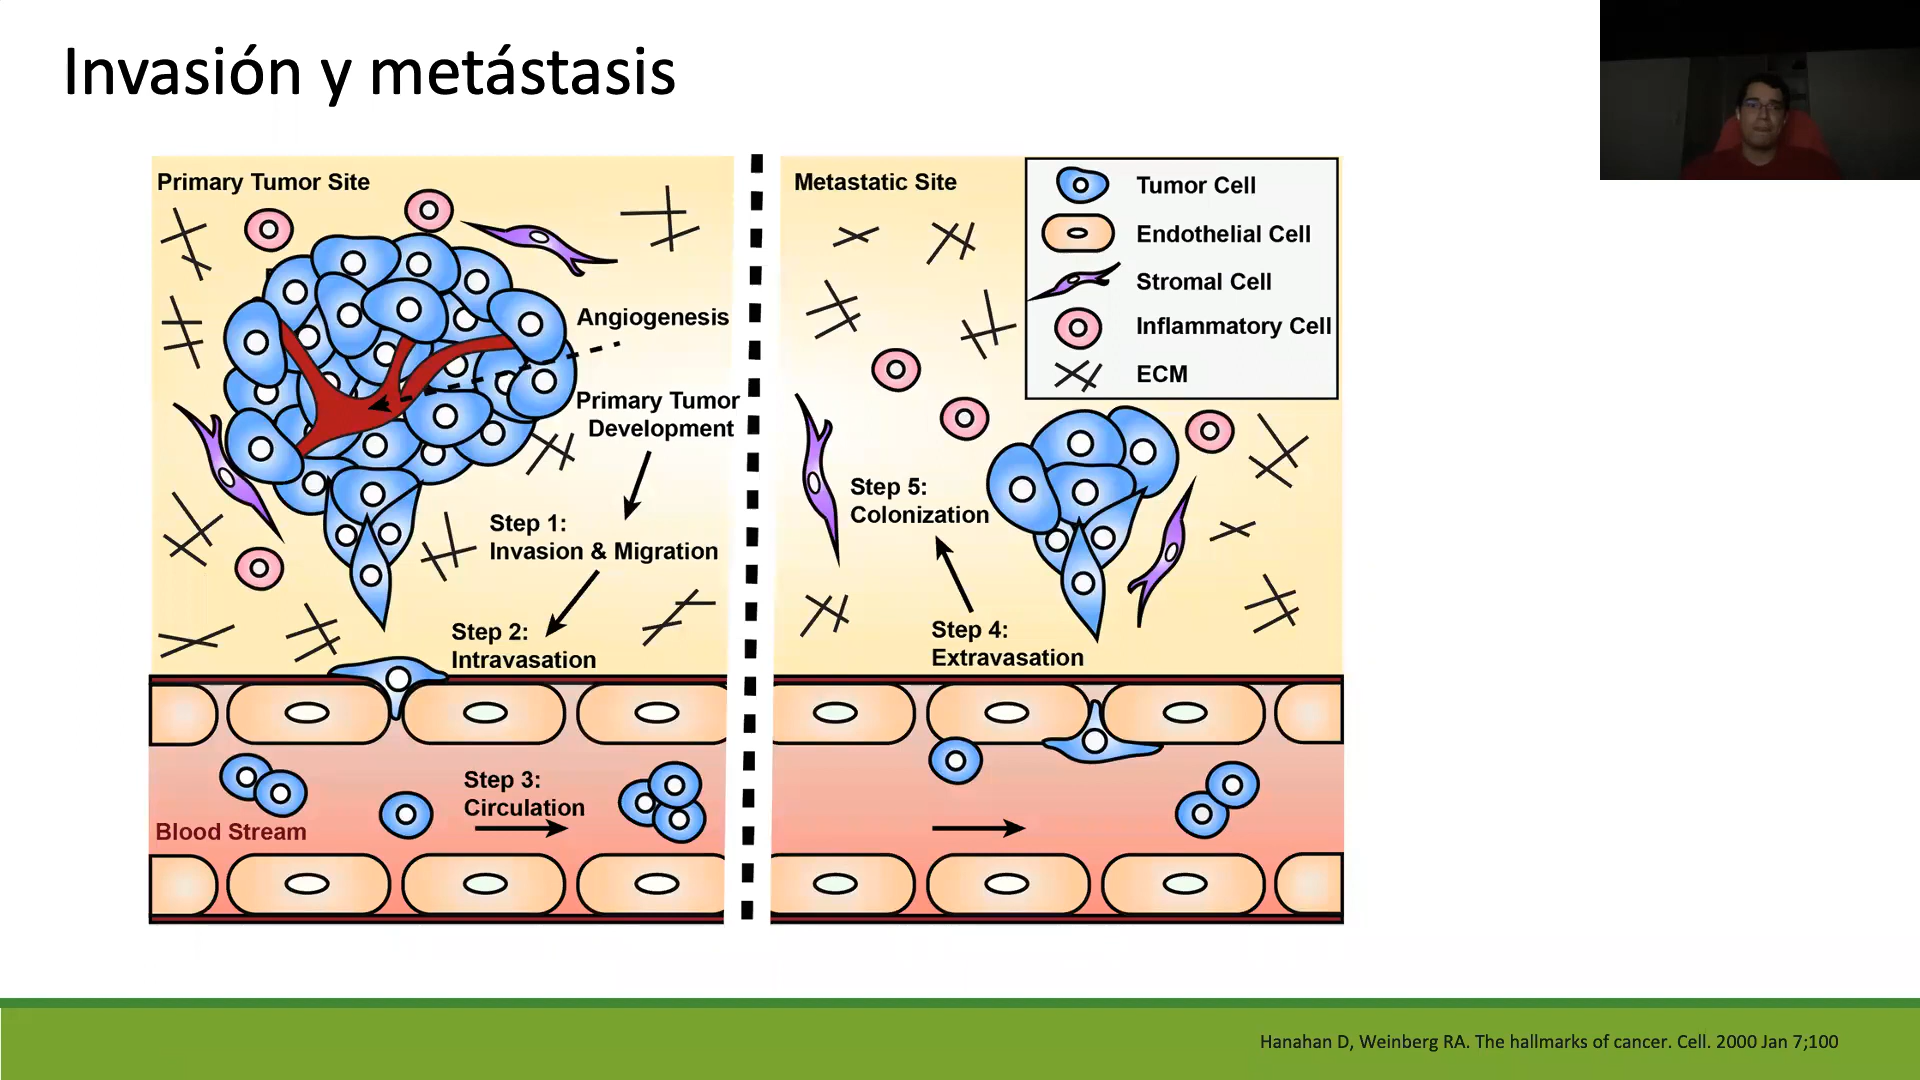 Invasión y metástasis
Primary Tumor Site
Angiogenesis
Primary Tumor
Development
Step 1:
Invasion & Migration
Step 2:
Intravasation
Step 3:
Circulation
Blood Stream
Metastatic Site
Tumor Cell
Endothelial Cell
Stromal Cell
Inflammatory Cell
ECM
Step 5:
Colonization
Step 4:
Extravasation
Hanahan D, Weinberg RA. The hallmarks of cancer. Cell. 2000 Jan 7;100